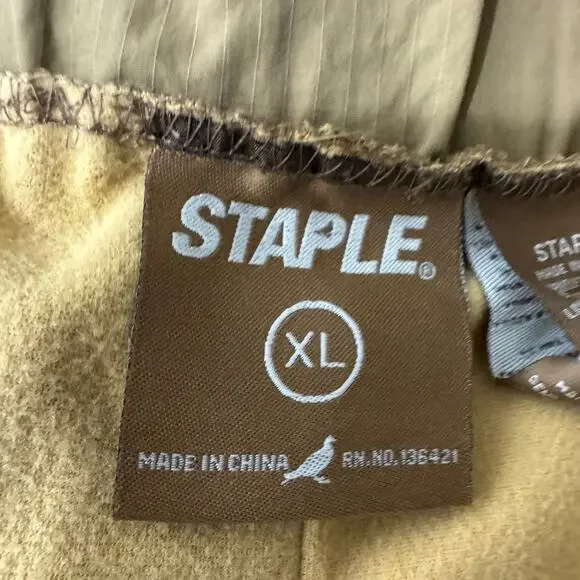 STAPLE®
XL
MADE IN CHINA RN.NO.136421